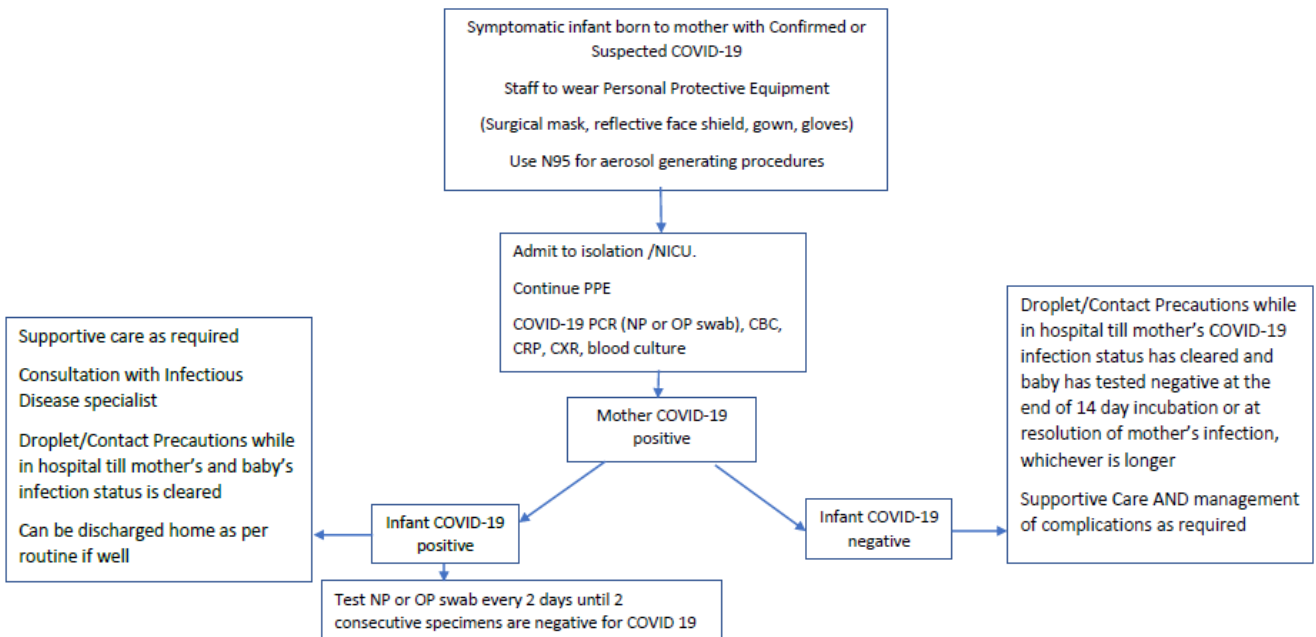 Symptomatic infant born to mother with Confirmed or
Suspected COVID-19
Staff to wear Personal Protective Equipment
(Surgical mask, reflective face shield, gown, gloves)
Use N95 for aerosol generating procedures
Admit to isolation /NICU.
Continue PPE
COVID-19 PCR (NP or OP swab), CBC,
CRP, CXR, blood culture
Mother COVID-19
positive
Supportive care as required
Consultation with Infectious
Disease specialist
Droplet/Contact Precautions while
in hospital till mother's and baby's
infection status is cleared
Can be discharged home as per
routine if well
Infant COVID-19
positive
Test NP or OP swab every 2 days until 2
consecutive specimens are negative for COVID 19
Infant COVID-19
negative
Droplet/Contact Precautions while
in hospital till mother's COVID-19
infection status has cleared and
baby has tested negative at the
end of 14 day incubation or at
resolution of mother's infection,
whichever is longer
Supportive Care AND management
of complications as required